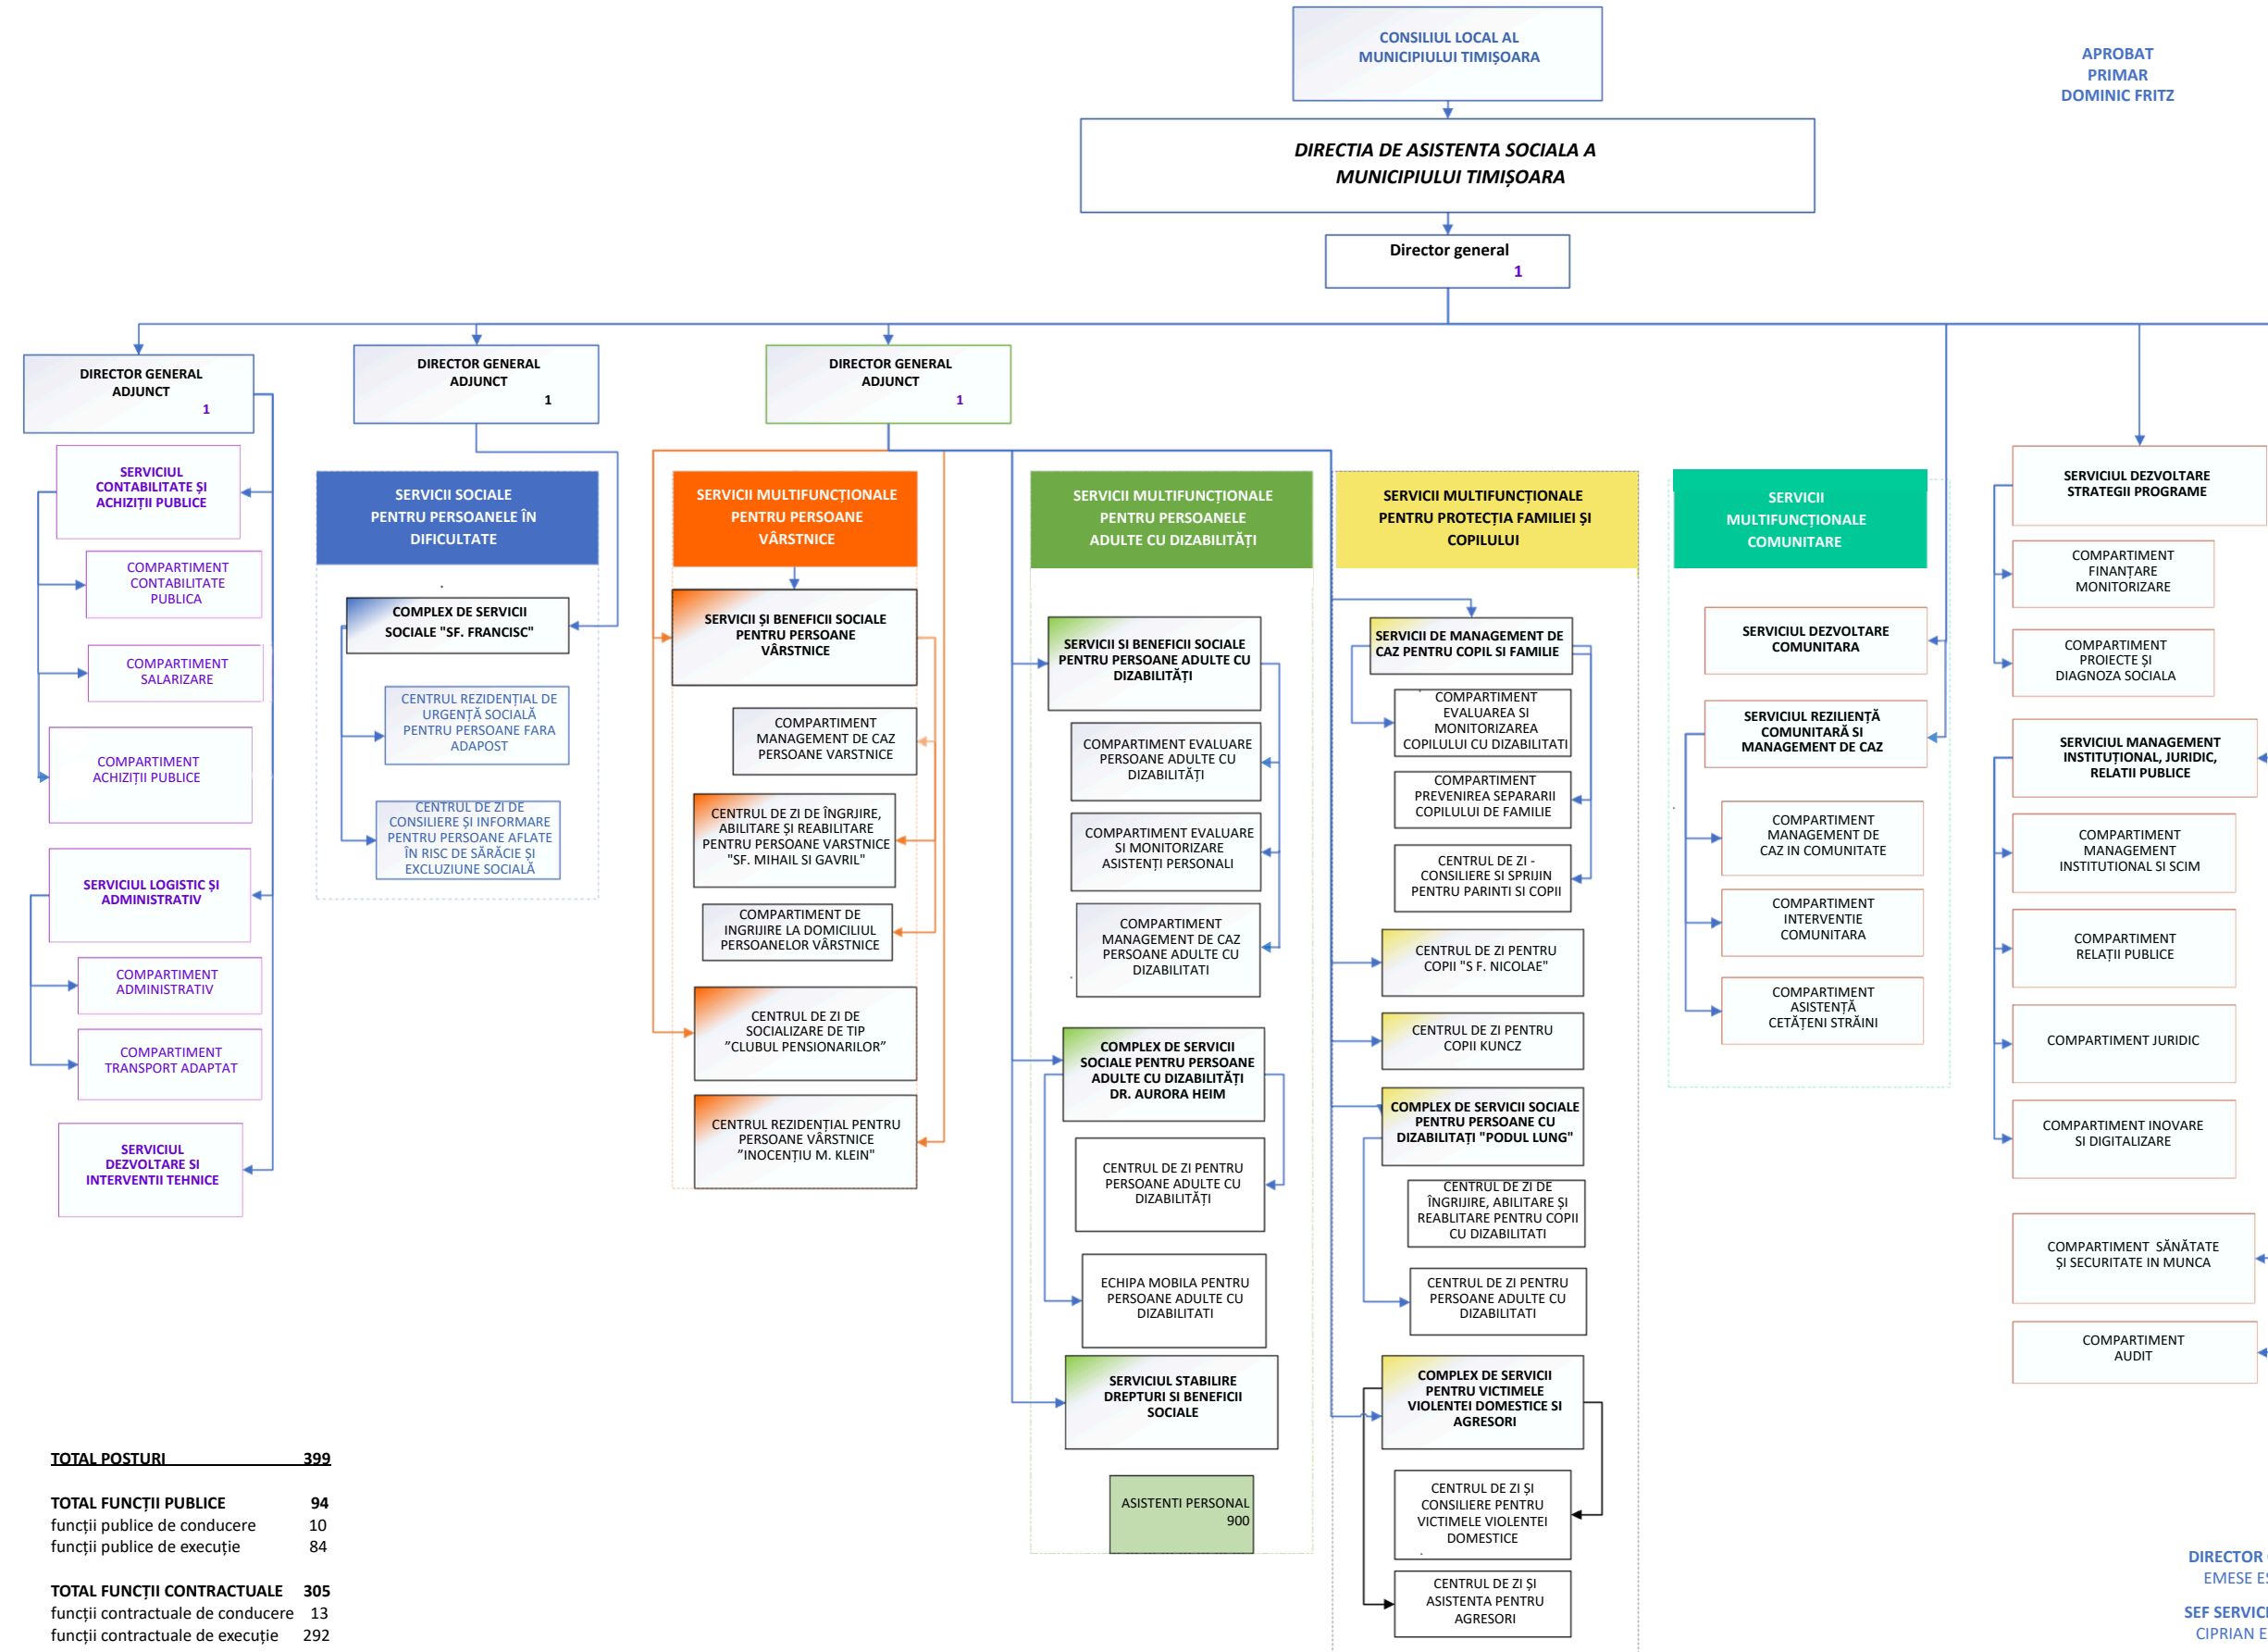 CONSILIUL LOCAL AL
MUNICIPIULUI TIMIȘOARA
APROBAT
PRIMAR
DOMINIC FRITZ
DIRECTIA DE ASISTENTA SOCIALA A
MUNICIPIULUI TIMIȘOARA
Director general
1
DIRECTOR GENERAL
ADJUNCT
1
DIRECTOR GENERAL
ADJUNCT
1
DIRECTOR GENERAL
ADJUNCT
1
SERVICIUL
CONTABILITATE ȘI
ACHIZIȚII PUBLICE
COMPARTIMENT
CONTABILITATE
PUBLICA
COMPARTIMENT
SALARIZARE
COMPARTIMENT
ACHIZIȚII PUBLICE
SERVICIUL LOGISTIC ȘI
ADMINISTRATIV
COMPARTIMENT
ADMINISTRATIV
COMPARTIMENT
TRANSPORT ADAPTAT
SERVICIUL
DEZVOLTARE SI
INTERVENTII TEHNICE
SERVICII SOCIALE
PENTRU PERSOANELE ÎN
DIFICULTATE
COMPLEX DE SERVICII
SOCIALE "SF. FRANCISC"
CENTRUL REZIDENȚIAL DE
URGENȚĂ SOCIALĂ
PENTRU PERSOANE FARA
ADAPOST
CENTRUL DE ZI DE
CONSILIERE ȘI INFORMARE
PENTRU PERSOANE AFLATE
ÎN RISC DE SĂRĂCIE ȘI
EXCLUZIUNE SOCIALĂ
SERVICII MULTIFUNCȚIONALE
PENTRU PERSOANE
VÂRSTNICE
SERVICII ȘI BENEFICII SOCIALE
PENTRU PERSOANE
VÂRSTNICE
COMPARTIMENT
MANAGEMENT DE CAZ
PERSOANE VARSTNICE
CENTRUL DE ZI DE ÎNGRJIRE,
ABILITARE ȘI REABILITARE
PENTRU PERSOANE VARSTNICE
"SF. MIHAIL SI GAVRIL"
COMPARTIMENT DE
INGRIJIRE LA DOMICILIUL
PERSOANELOR VÂRSTNICE
CENTRUL DE ZI DE
SOCIALIZARE DE TIP
”CLUBUL PENSIONARILOR”
CENTRUL REZIDENȚIAL PENTRU
PERSOANE VÂRSTNICE
”INOCENȚIU M. KLEIN"
SERVICII MULTIFUNCȚIONALE
PENTRU PERSOANELE
ADULTE CU DIZABILITĂȚI
SERVICII SI BENEFICII SOCIALE
PENTRU PERSOANE ADULTE CU
DIZABILITĂȚI
COMPARTIMENT EVALUARE
PERSOANE ADULTE CU
DIZABILITĂȚI
COMPARTIMENT EVALUARE
SI MONITORIZARE
ASISTENȚI PERSONALI
COMPARTIMENT
MANAGEMENT DE CAZ
PERSOANE ADULTE CU
DIZABILITATI
COMPLEX DE SERVICII
SOCIALE PENTRU PERSOANE
ADULTE CU DIZABILITĂȚI
DR. AURORA HEIM
CENTRUL DE ZI PENTRU
PERSOANE ADULTE CU
DIZABILITĂȚI
ECHIPA MOBILA PENTRU
PERSOANE ADULTE CU
DIZABILITATI
SERVICIUL STABILIRE
DREPTURI SI BENEFICII
SOCIALE
ASISTENTI PERSONAL
900
SERVICII MULTIFUNCȚIONALE
PENTRU PROTECȚIA FAMILIEI ȘI
COPILULUI
SERVICII DE MANAGEMENT DE
CAZ PENTRU COPIL SI FAMILIE
COMPARTIMENT
EVALUAREA SI
MONITORIZAREA
COPILULUI CU DIZABILITATI
COMPARTIMENT
PREVENIREA SEPARARII
COPILULUI DE FAMILIE
CENTRUL DE ZI -
CONSILIERE SI SPRIJIN
PENTRU PARINTI SI COPII
CENTRUL DE ZI PENTRU
COPII "S F. NICOLAE"
CENTRUL DE ZI PENTRU
COPII KUNCZ
COMPLEX DE SERVICII SOCIALE
PENTRU PERSOANE CU
DIZABILITAȚI "PODUL LUNG"
CENTRUL DE ZI DE
ÎNGRIJIRE, ABILITARE ȘI
REABLITARE PENTRU COPII
CU DIZABILITATI
CENTRUL DE ZI PENTRU
PERSOANE ADULTE CU
DIZABILITATI
COMPLEX DE SERVICII
PENTRU VICTIMELE
VIOLENTEI DOMESTICE SI
AGRESORI
CENTRUL DE ZI ȘI
CONSILIERE PENTRU
VICTIMELE VIOLENTEI
DOMESTICE
CENTRUL DE ZI ȘI
ASISTENTA PENTRU
AGRESORI
SERVICII
MULTIFUNCȚIONALE
COMUNITARE
SERVICIUL DEZVOLTARE
COMUNITARA
SERVICIUL REZILIENȚĂ
COMUNITARĂ SI
MANAGEMENT DE CAZ
COMPARTIMENT
MANAGEMENT DE
CAZ IN COMUNITATE
COMPARTIMENT
INTERVENTIE
COMUNITARA
COMPARTIMENT
ASISTENȚĂ
CETĂȚENI STRĂINI
SERVICIUL DEZVOLTARE
STRATEGII PROGRAME
COMPARTIMENT
FINANȚARE
MONITORIZARE
COMPARTIMENT
PROIECTE ȘI
DIAGNOZA SOCIALA
SERVICIUL MANAGEMENT
INSTITUȚIONAL, JURIDIC,
RELATII PUBLICE
COMPARTIMENT
MANAGEMENT
INSTITUTIONAL SI SCIM
COMPARTIMENT
RELAȚII PUBLICE
COMPARTIMENT JURIDIC
COMPARTIMENT INOVARE
SI DIGITALIZARE
COMPARTIMENT SĂNĂTATE
ȘI SECURITATE IN MUNCA
COMPARTIMENT
AUDIT
TOTAL POSTURI 399
TOTAL FUNCȚII PUBLICE 94
funcții publice de conducere 10
funcții publice de execuție 84
TOTAL FUNCȚII CONTRACTUALE 305
funcții contractuale de conducere 13
funcții contractuale de execuție 292
DIRECTOR
EMESE
SEF
CIPRIAN